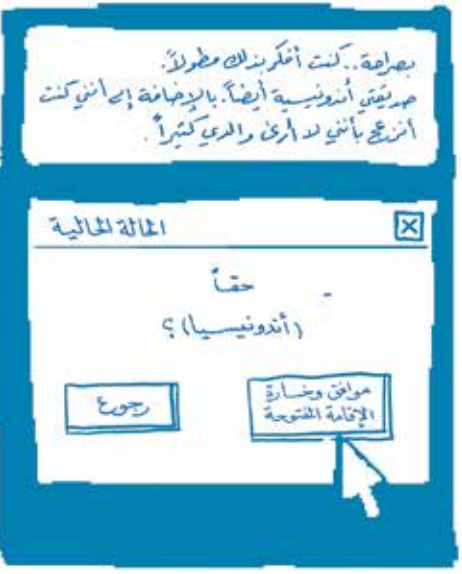 بصراحة.. كنت أفكر بذلك مطولاً.
صديقتي أندونيسية أيضاً. بالإضافة إلى أنني كنت
أنزعج بأنني لا أرى والدي كثيراً.
الحالة الحالية
حقاً
(أندونيسيا)؟
موافق وخسارة
الإقامة المفتوحة
رجوع